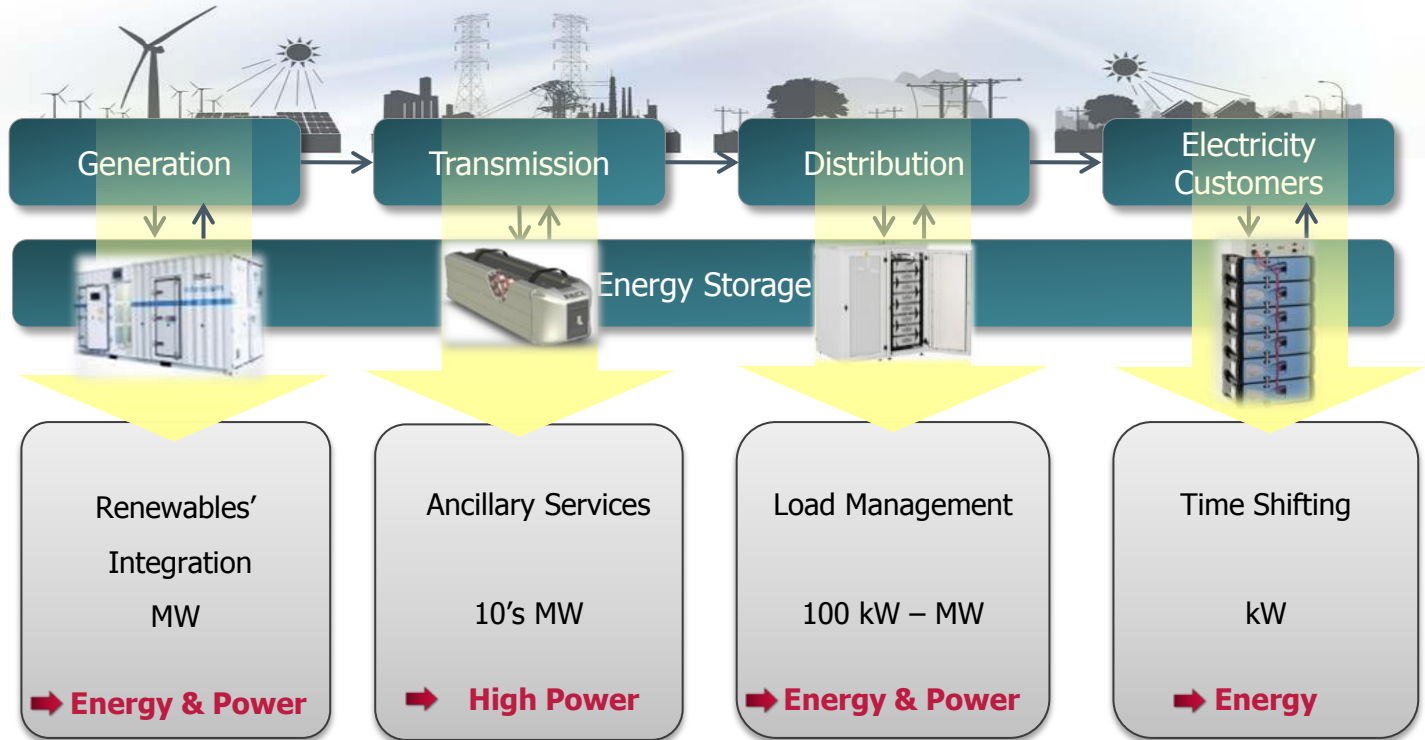 Generation
Transmission
Distribution
Electricity
Customers
Energy Storage
Renewables’
Integration
MW
Energy & Power
Ancillary Services
10’s MW
High Power
Load Management
100 kW – MW
Energy & Power
Time Shifting
kW
Energy